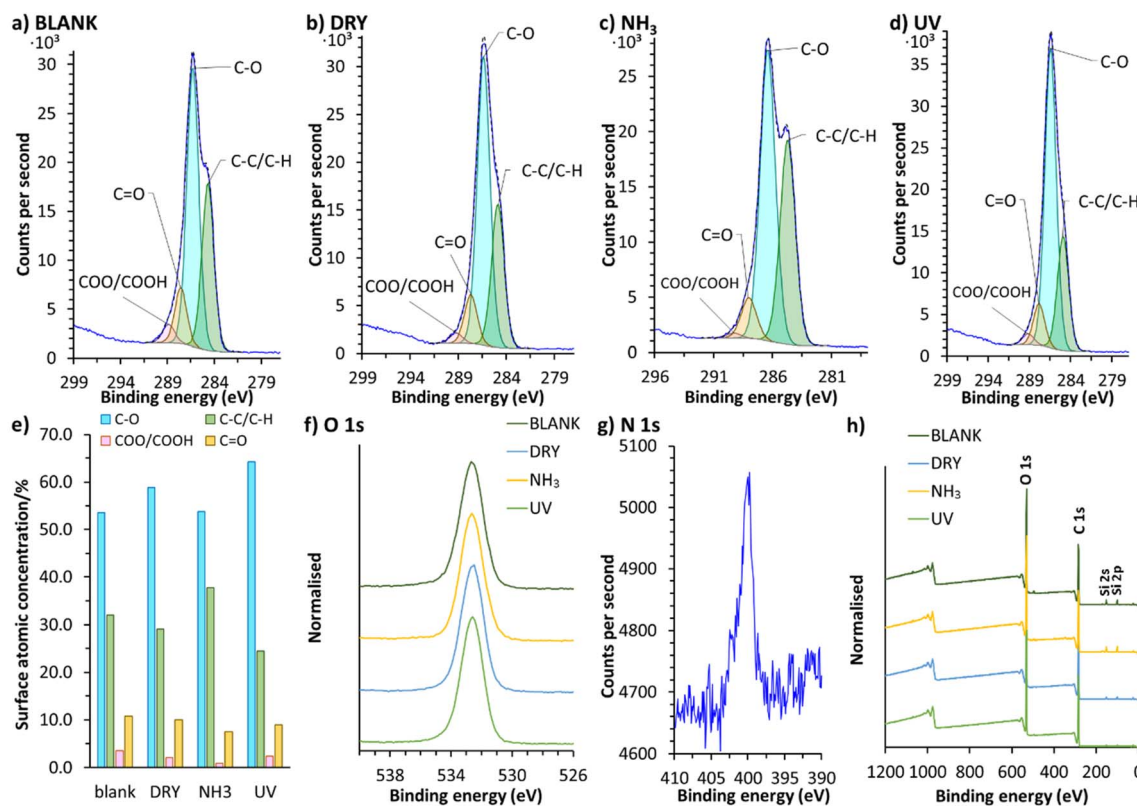 a) BLANK
·10³
30
25
20
15
10
5
0
299 294 289 284 279
Counts per second
Binding energy (eV)
C-O
C-C/C-H
C=O
COO/COOH
b) DRY
·10³
30
25
20
15
10
5
0
299 294 289 284 279
Counts per second
Binding energy (eV)
C-O
C-C/C-H
C=O
COO/COOH
c) NH₃
·10³
25
20
15
10
5
0
296 291 286 281
Counts per second
Binding energy (eV)
C-O
C-C/C-H
C=O
COO/COOH
d) UV
·10³
35
30
25
20
15
10
5
0
299 294 289 284 279
Counts per second
Binding energy (eV)
C-O
C-C/C-H
C=O
COO/COOH
e)
C-O C-C/C-H
COO/COOH C=O
70.0
60.0
50.0
40.0
30.0
20.0
10.0
0.0
Surface atomic concentration/%
blank DRY NH3 UV
f) O 1s
BLANK
DRY
NH₃
UV
Normalised
538 535 532 529 526
Binding energy (eV)
g) N 1s
5100
5000
4900
4800
4700
4600
Counts per second
410 405 400 395 390
Binding energy (eV)
h)
BLANK
DRY
NH₃
UV
O 1s
C 1s
Si 2s
Si 2p
Normalised
1200 1000 800 600 400 200 0
Binding energy (eV)